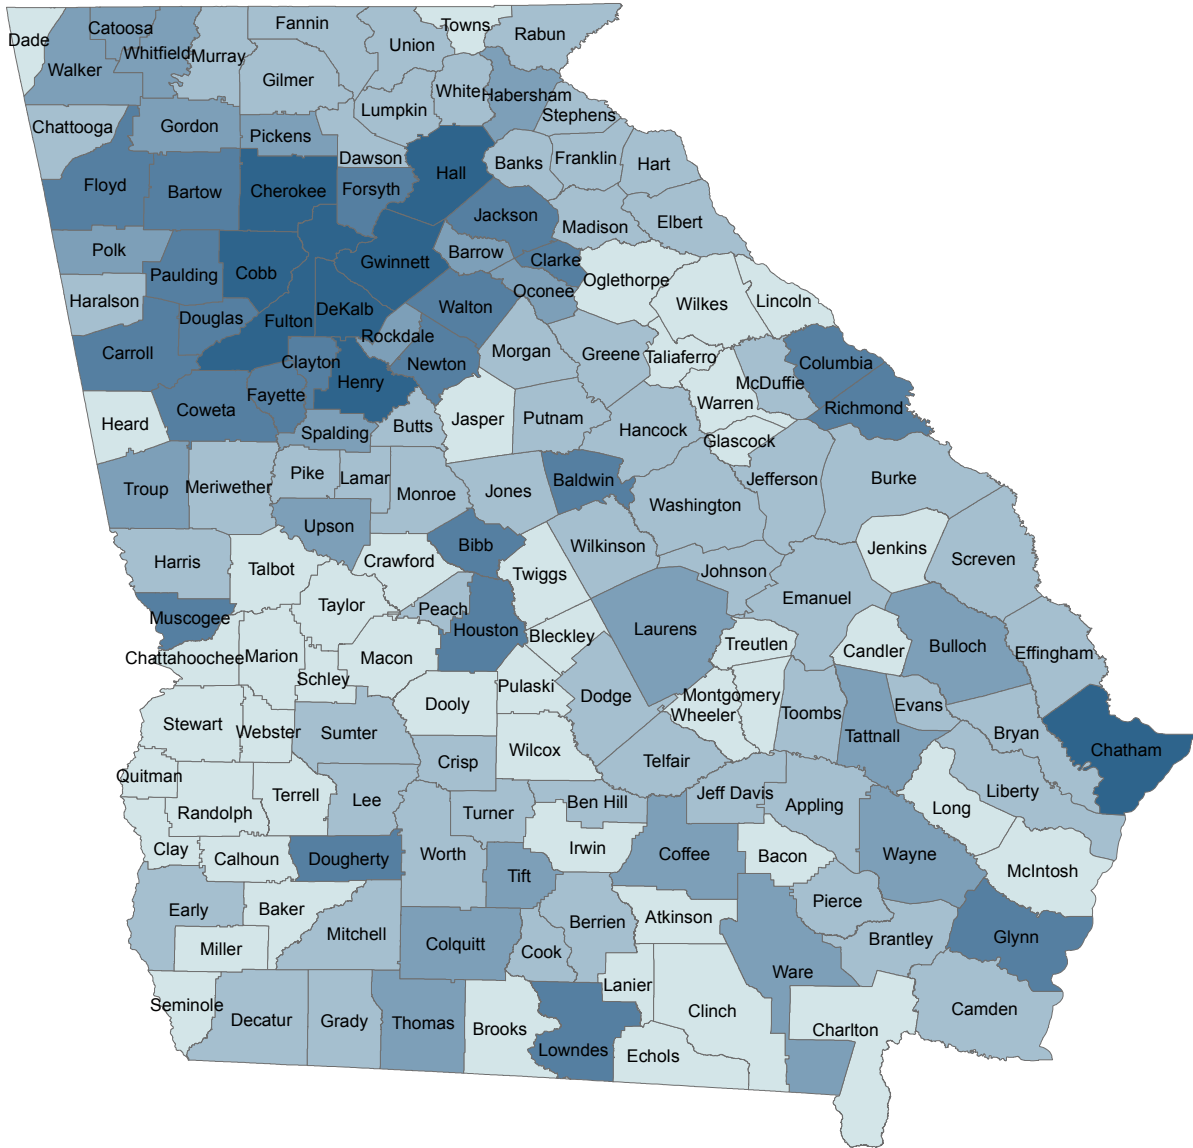 Dade
Catoosa
Whitfield
Walker
Murray
Fannin
Gilmer
Union
Towns
Rabun
White
Habersham
Stephens
Lumpkin
Chattooga
Gordon
Pickens
Dawson
Hall
Banks
Franklin
Hart
Floyd
Bartow
Cherokee
Forsyth
Jackson
Madison
Elbert
Polk
Paulding
Cobb
Gwinnett
Barrow
Clarke
Oglethorpe
Oconee
Wilkes
Lincoln
Haralson
Douglas
Fulton
DeKalb
Rockdale
Walton
Carroll
Clayton
Henry
Newton
Morgan
Greene
Taliaferro
McDuffie
Columbia
Warren
Richmond
Heard
Coweta
Fayette
Spalding
Butts
Jasper
Putnam
Hancock
Glascock
Troup
Meriwether
Pike
Lamar
Monroe
Jones
Baldwin
Washington
Jefferson
Burke
Upson
Harris
Talbot
Crawford
Bibb
Twiggs
Wilkinson
Johnson
Jenkins
Screven
Emanuel
Taylor
Peach
Muscogee
Houston
Bleckley
Laurens
Treutlen
Candler
Bulloch
Effingham
Chattahoochee
Marion
Schley
Macon
Pulaski
Dooly
Dodge
Montgomery
Wheeler
Toombs
Evans
Tattnall
Bryan
Chatham
Stewart
Webster
Sumter
Crisp
Wilcox
Telfair
Quitman
Randolph
Terrell
Lee
Turner
Ben Hill
Jeff Davis
Appling
Long
Liberty
Clay
Calhoun
Dougherty
Worth
Tift
Irwin
Coffee
Bacon
Wayne
McIntosh
Early
Baker
Miller
Mitchell
Colquitt
Cook
Berrien
Atkinson
Pierce
Brantley
Glynn
Ware
Seminole
Decatur
Grady
Thomas
Brooks
Lowndes
Lanier
Echols
Clinch
Charlton
Camden